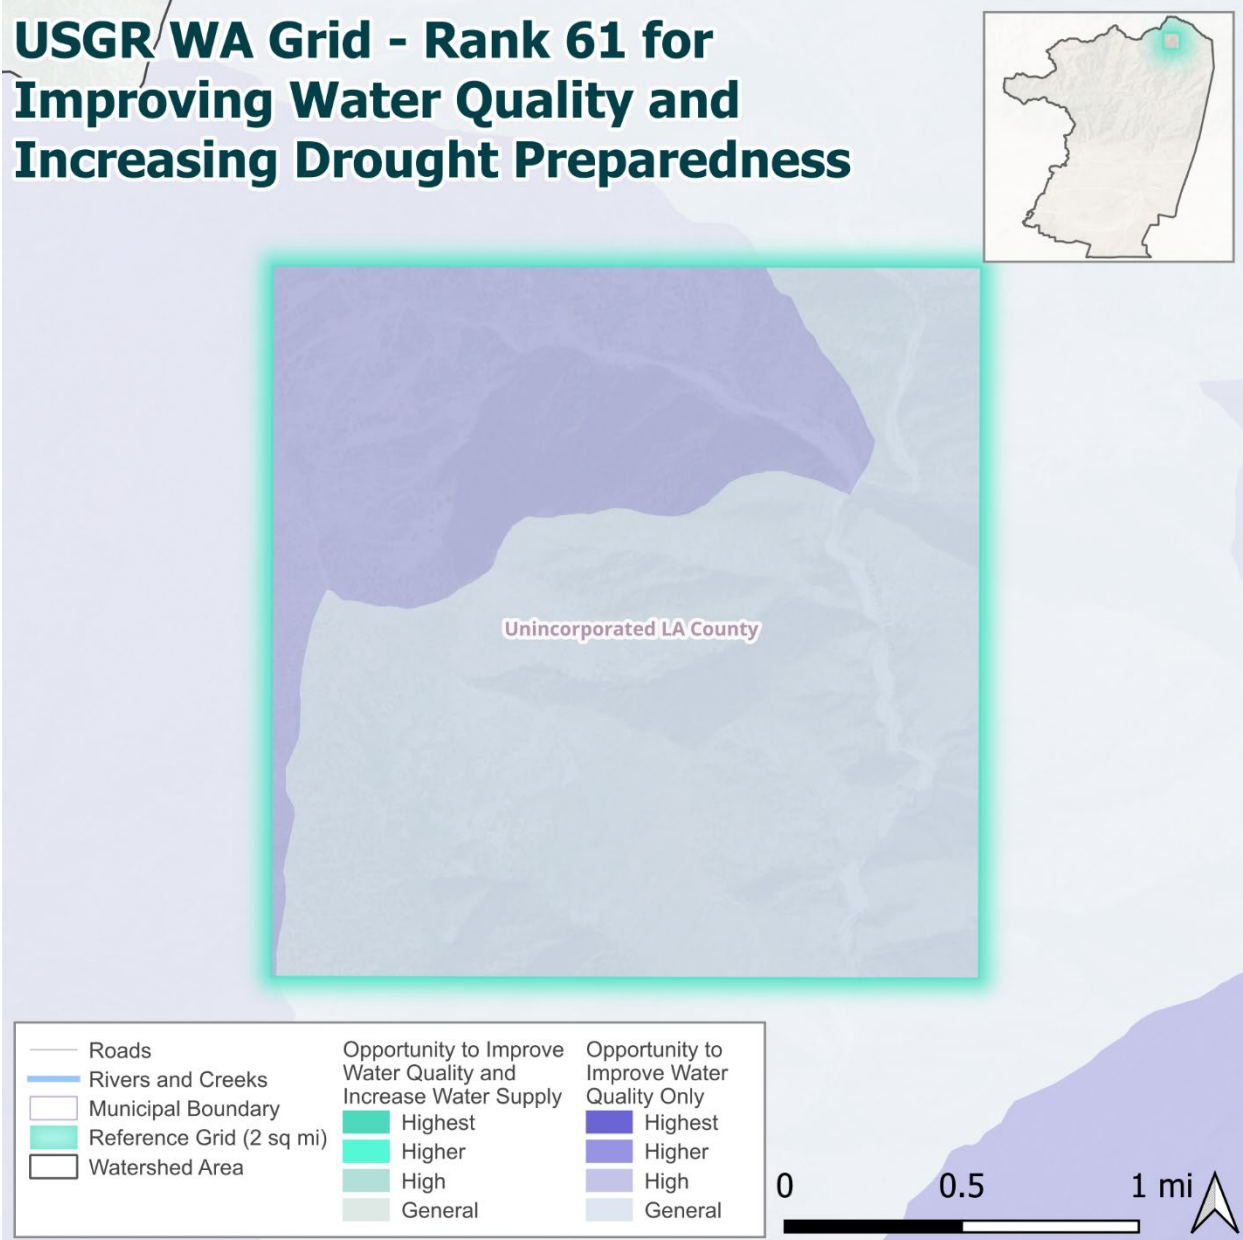 USGR WA Grid - Rank 61 for
Improving Water Quality and
Increasing Drought Preparedness
Unincorporated LA County
Roads
Rivers and Creeks
Municipal Boundary
Reference Grid (2 sq mi)
Watershed Area
Opportunity to Improve
Water Quality and
Increase Water Supply
Highest
Higher
High
General
Opportunity to
Improve Water
Quality Only
Highest
Higher
High
General
0 0.5 1 mi